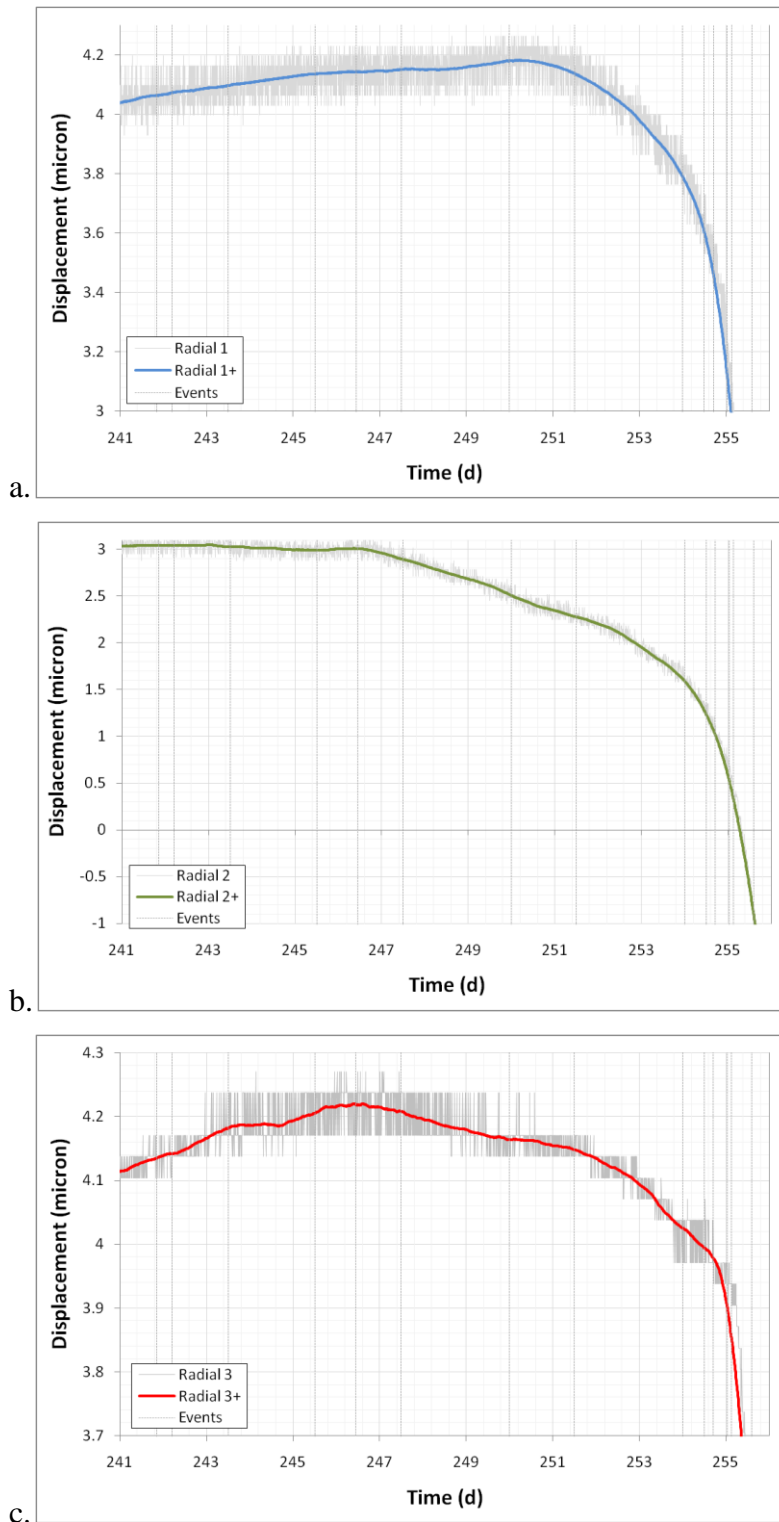 4.2
4
3.8
3.6
3.4
3.2
3
Displacement (micron)
Radial 1
Radial 1+
Events
241 243 245 247 249 251 253 255
Time (d)
a.
3
2.5
2
1.5
1
0.5
0
-0.5
-1
Displacement (micron)
Radial 2
Radial 2+
Events
241 243 245 247 249 251 253 255
Time (d)
b.
4.3
4.2
4.1
4
3.9
3.8
3.7
Displacement (micron)
Radial 3
Radial 3+
Events
241 243 245 247 249 251 253 255
Time (d)
c.